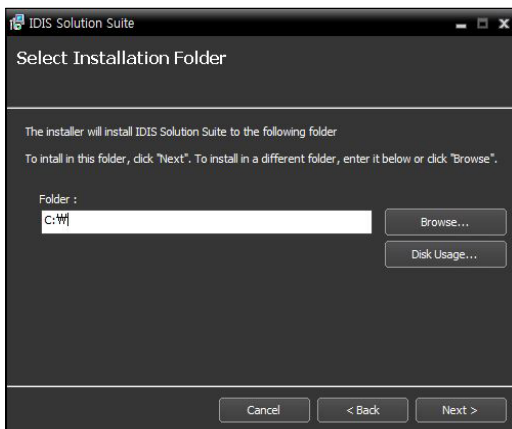 IDIS Solution Suite
Select Installation Folder
The installer will install IDIS Solution Suite to the following folder
To intall in this folder, click "Next". To install in a different folder, enter it below or click "Browse".
Folder :
C:₩
Browse...
Disk Usage...
Cancel
< Back
Next >